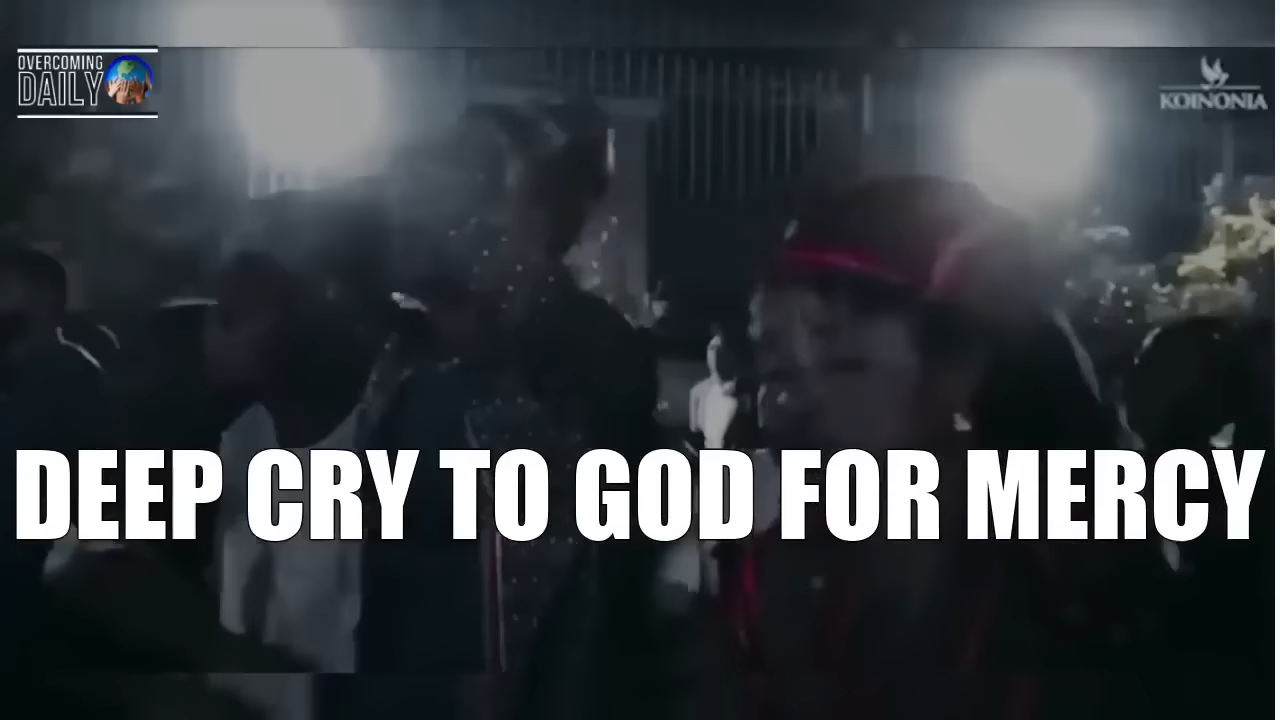 OVERCOMING
DAILY
KOINONIA
DEEP CRY TO GOD FOR MERCY